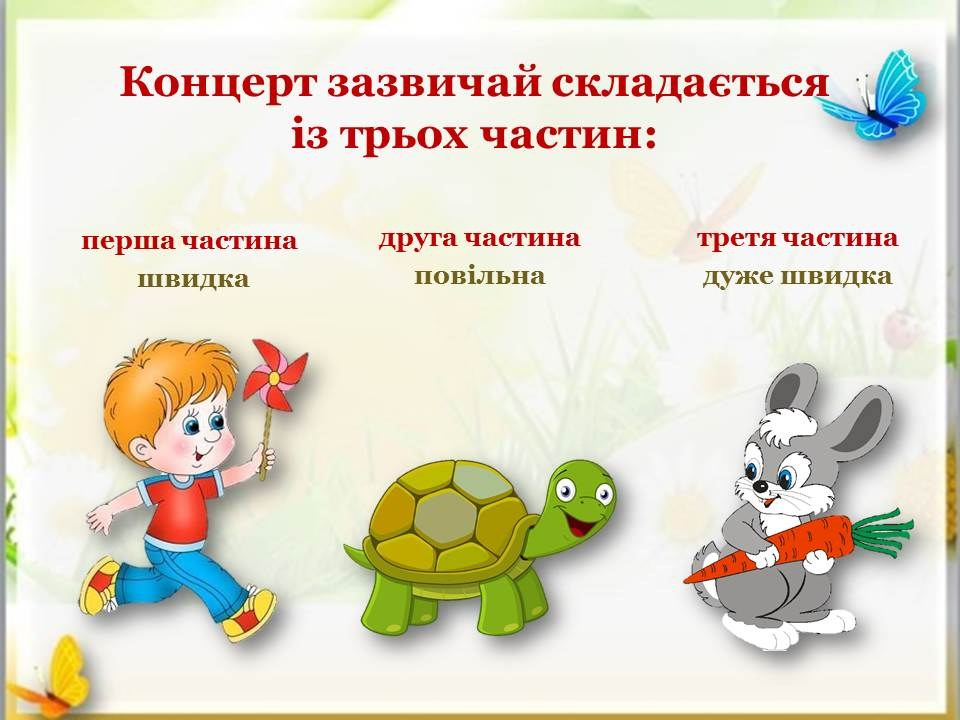 Концерт зазвичай складається
із трьох частин:
перша частина
швидка
друга частина
повільна
третя частина
дуже швидка